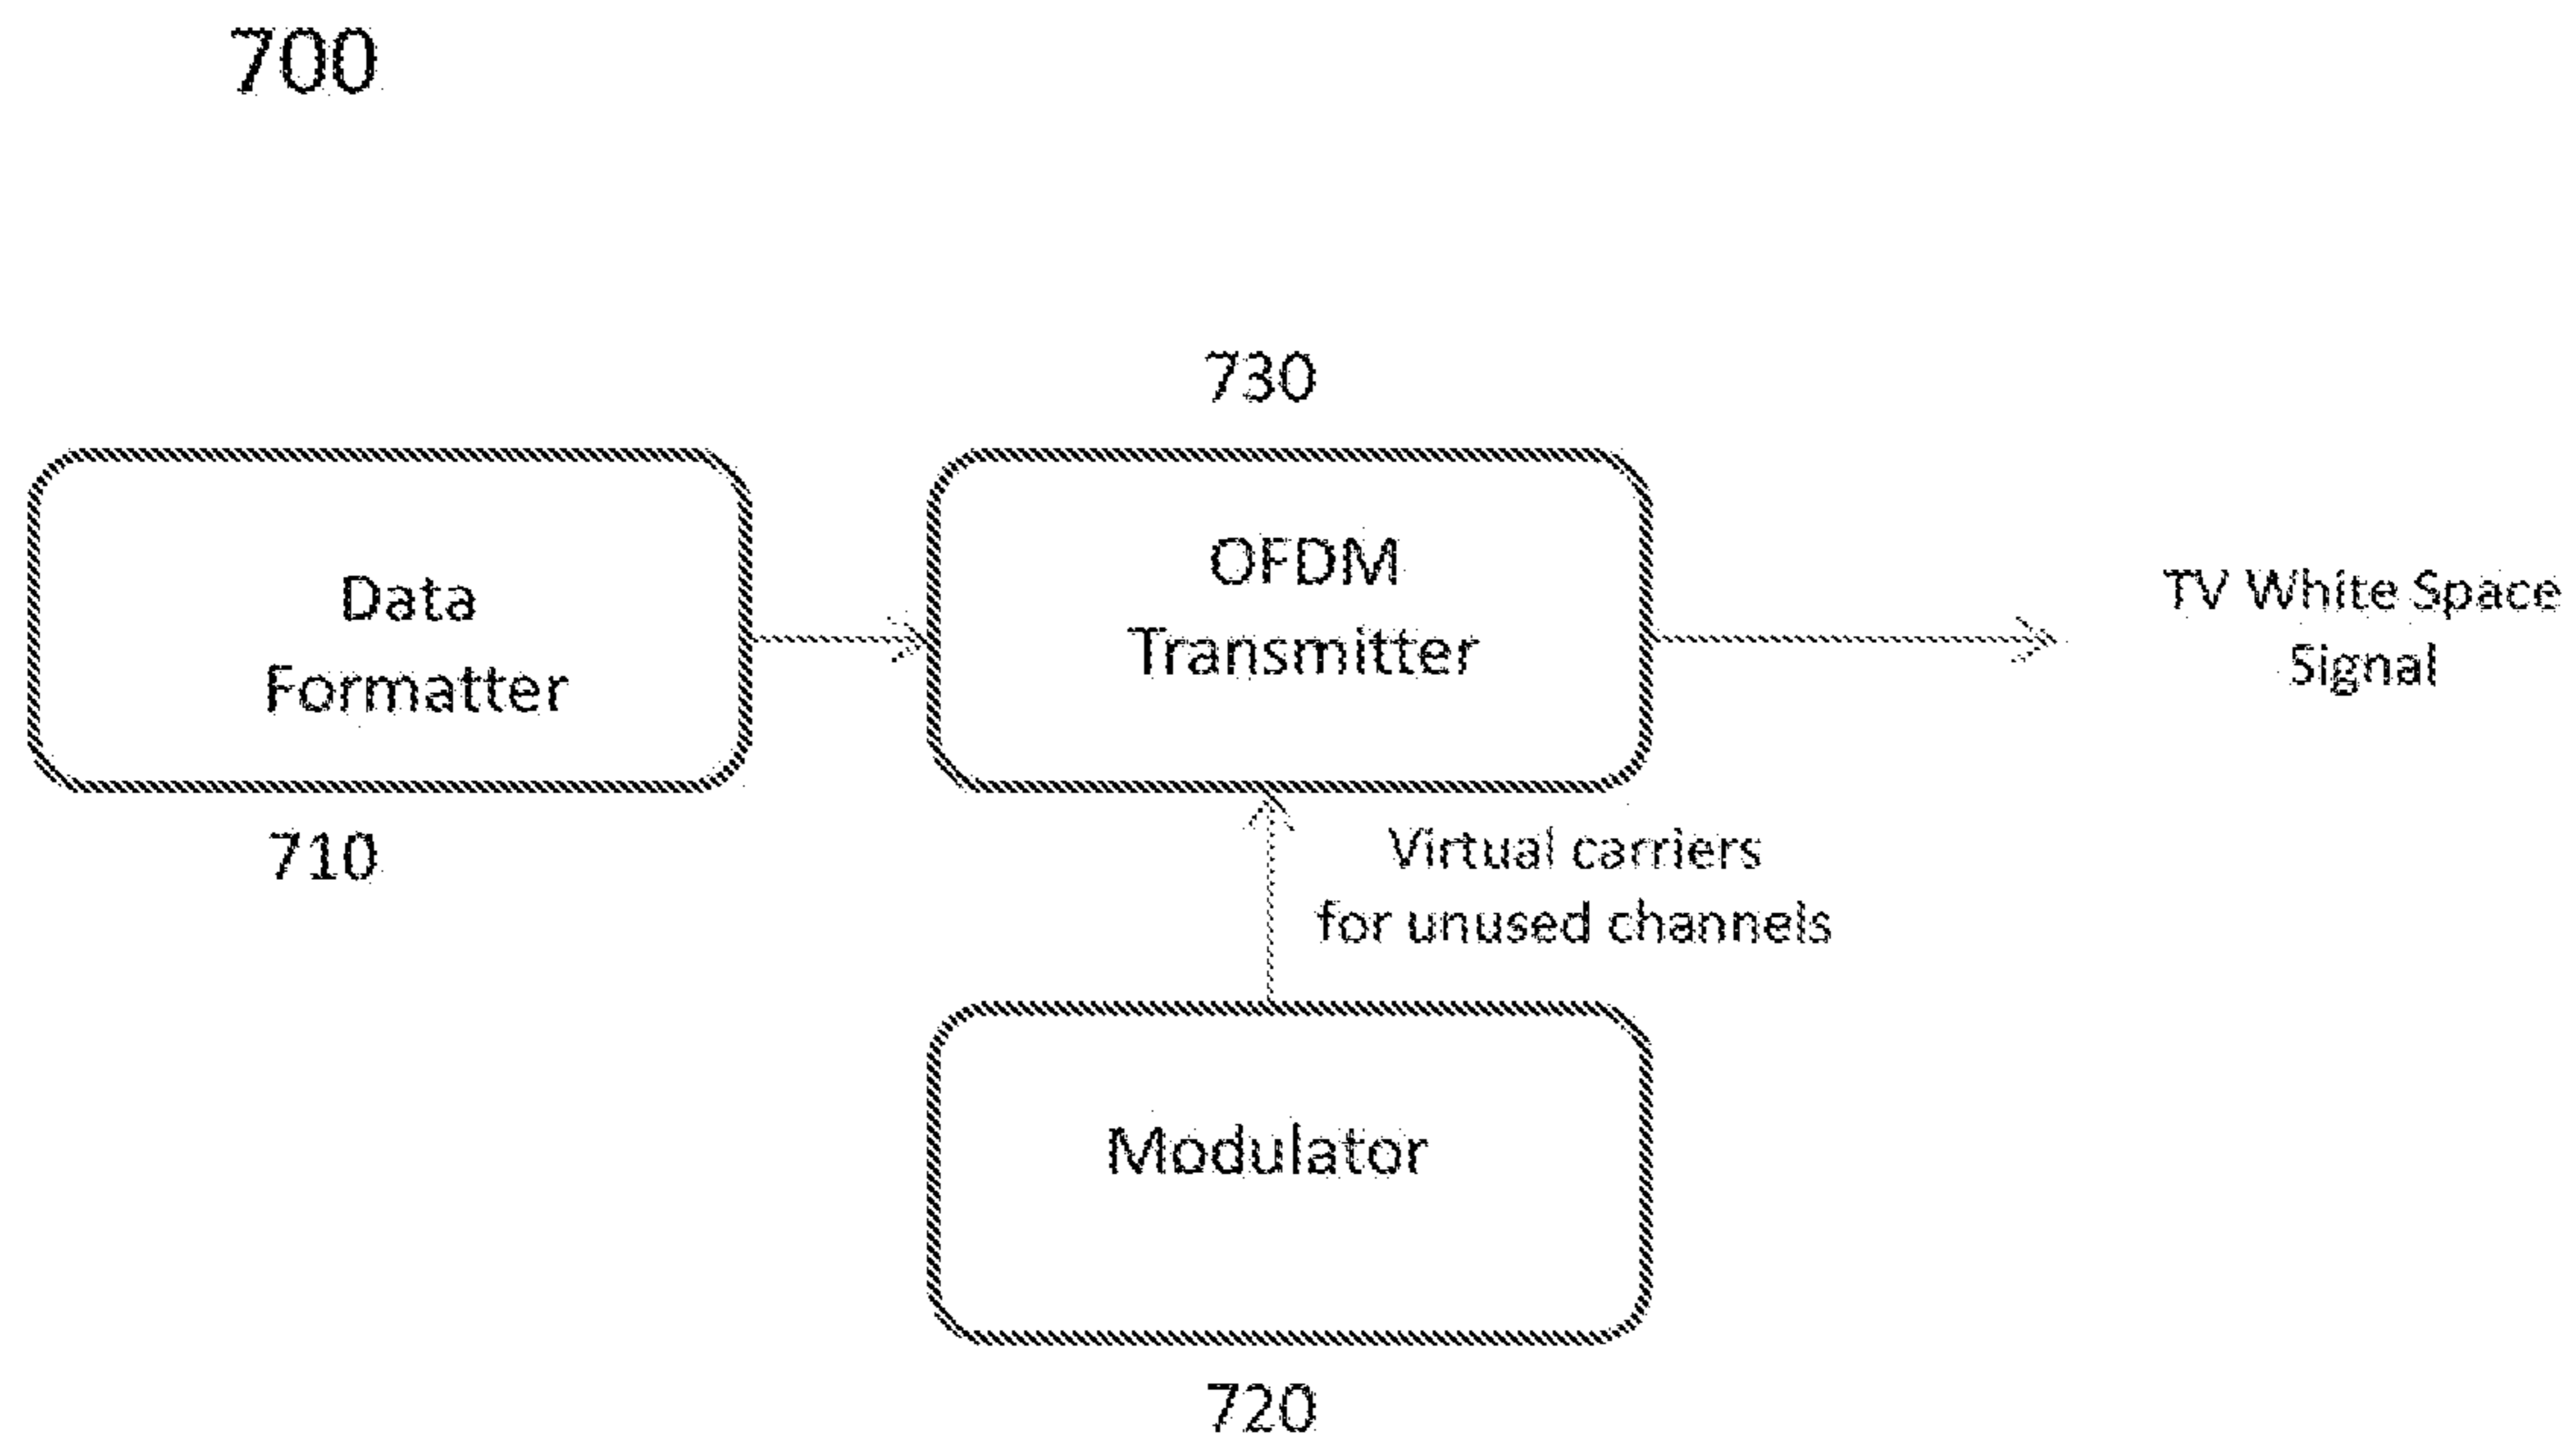 700
730
Data
Formatter
OFDM
Transmitter
TV White Space
Signal
710
Virtual carriers
for unused channels
Modulator
720